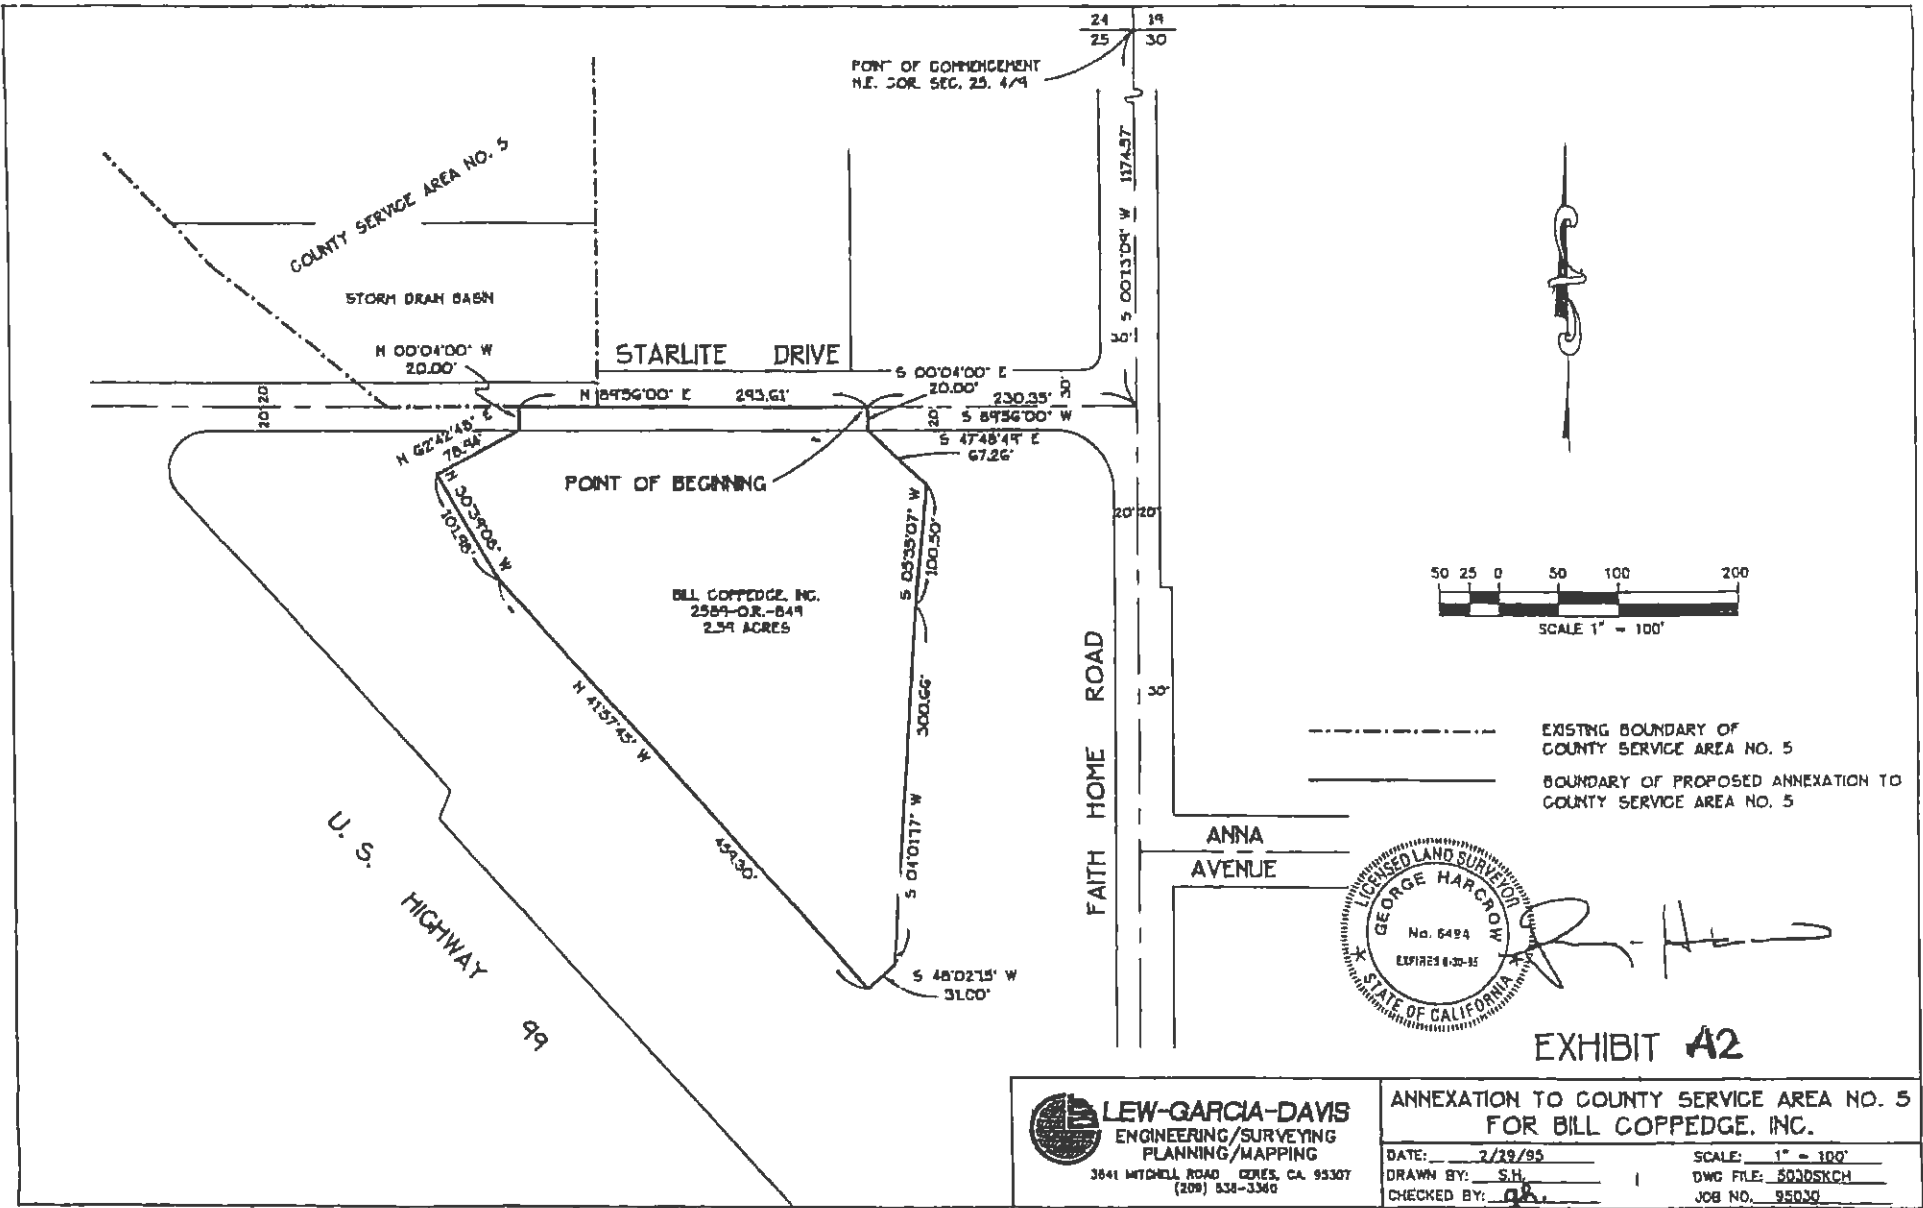 24 19
25 30
POINT OF COMMENCEMENT
N.E. COR. SEC. 25. 4/9
COUNTY SERVICE AREA NO. 5
STORM DRAIN BASIN
S 00°13'09" W 1174.57'
30'
30'
N 00°04'00" W
20.00'
STARLITE DRIVE
S 00°04'00" E
20.00'
N 89°56'00" E 293.61'
230.35'
S 89°56'00" W
20' 20'
20'
N 62°42'48" E
78.94'
S 47°48'49" E
67.26'
POINT OF BEGINNING
N 30°39'08" W
101.98'
S 05°35'07" W
100.50'
20' 20'
BILL COPPEDGE, INC.
2589-O.R.-849
2.59 ACRES
50 25 0 50 100 200
SCALE 1" = 100'
N 41°57'45" W
459.30'
300.66'
S 04°01'17" W
FAITH HOME ROAD
30'
EXISTING BOUNDARY OF
COUNTY SERVICE AREA NO. 5
BOUNDARY OF PROPOSED ANNEXATION TO
COUNTY SERVICE AREA NO. 5
U. S. HIGHWAY 99
ANNA
AVENUE
S 48°02'15" W
31.00'
LICENSED LAND SURVEYOR
GEORGE HARCROW
No. 6494
EXPIRES
STATE OF CALIFORNIA
EXHIBIT A2
LEW-GARCIA-DAVIS
ENGINEERING/SURVEYING
PLANNING/MAPPING
3641 MITCHELL ROAD CERES, CA. 95307
(209) 538-3360
ANNEXATION TO COUNTY SERVICE AREA NO. 5
FOR BILL COPPEDGE, INC.
DATE: 2/29/95
SCALE: 1" = 100'
DRAWN BY: S.H.
DWG FILE: 5030SKCH
CHECKED BY:
JOB NO. 95030